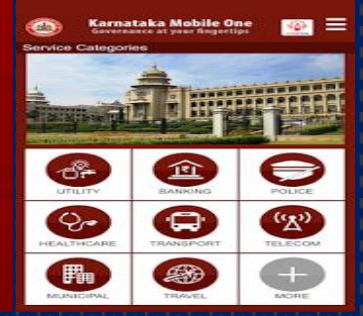 Karnataka Mobile One
Governance at your fingertips
Service Categories
UTILITY
BANKING
POLICE
HEALTHCARE
TRANSPORT
TELECOM
MUNICIPAL
TRAVEL
MORE